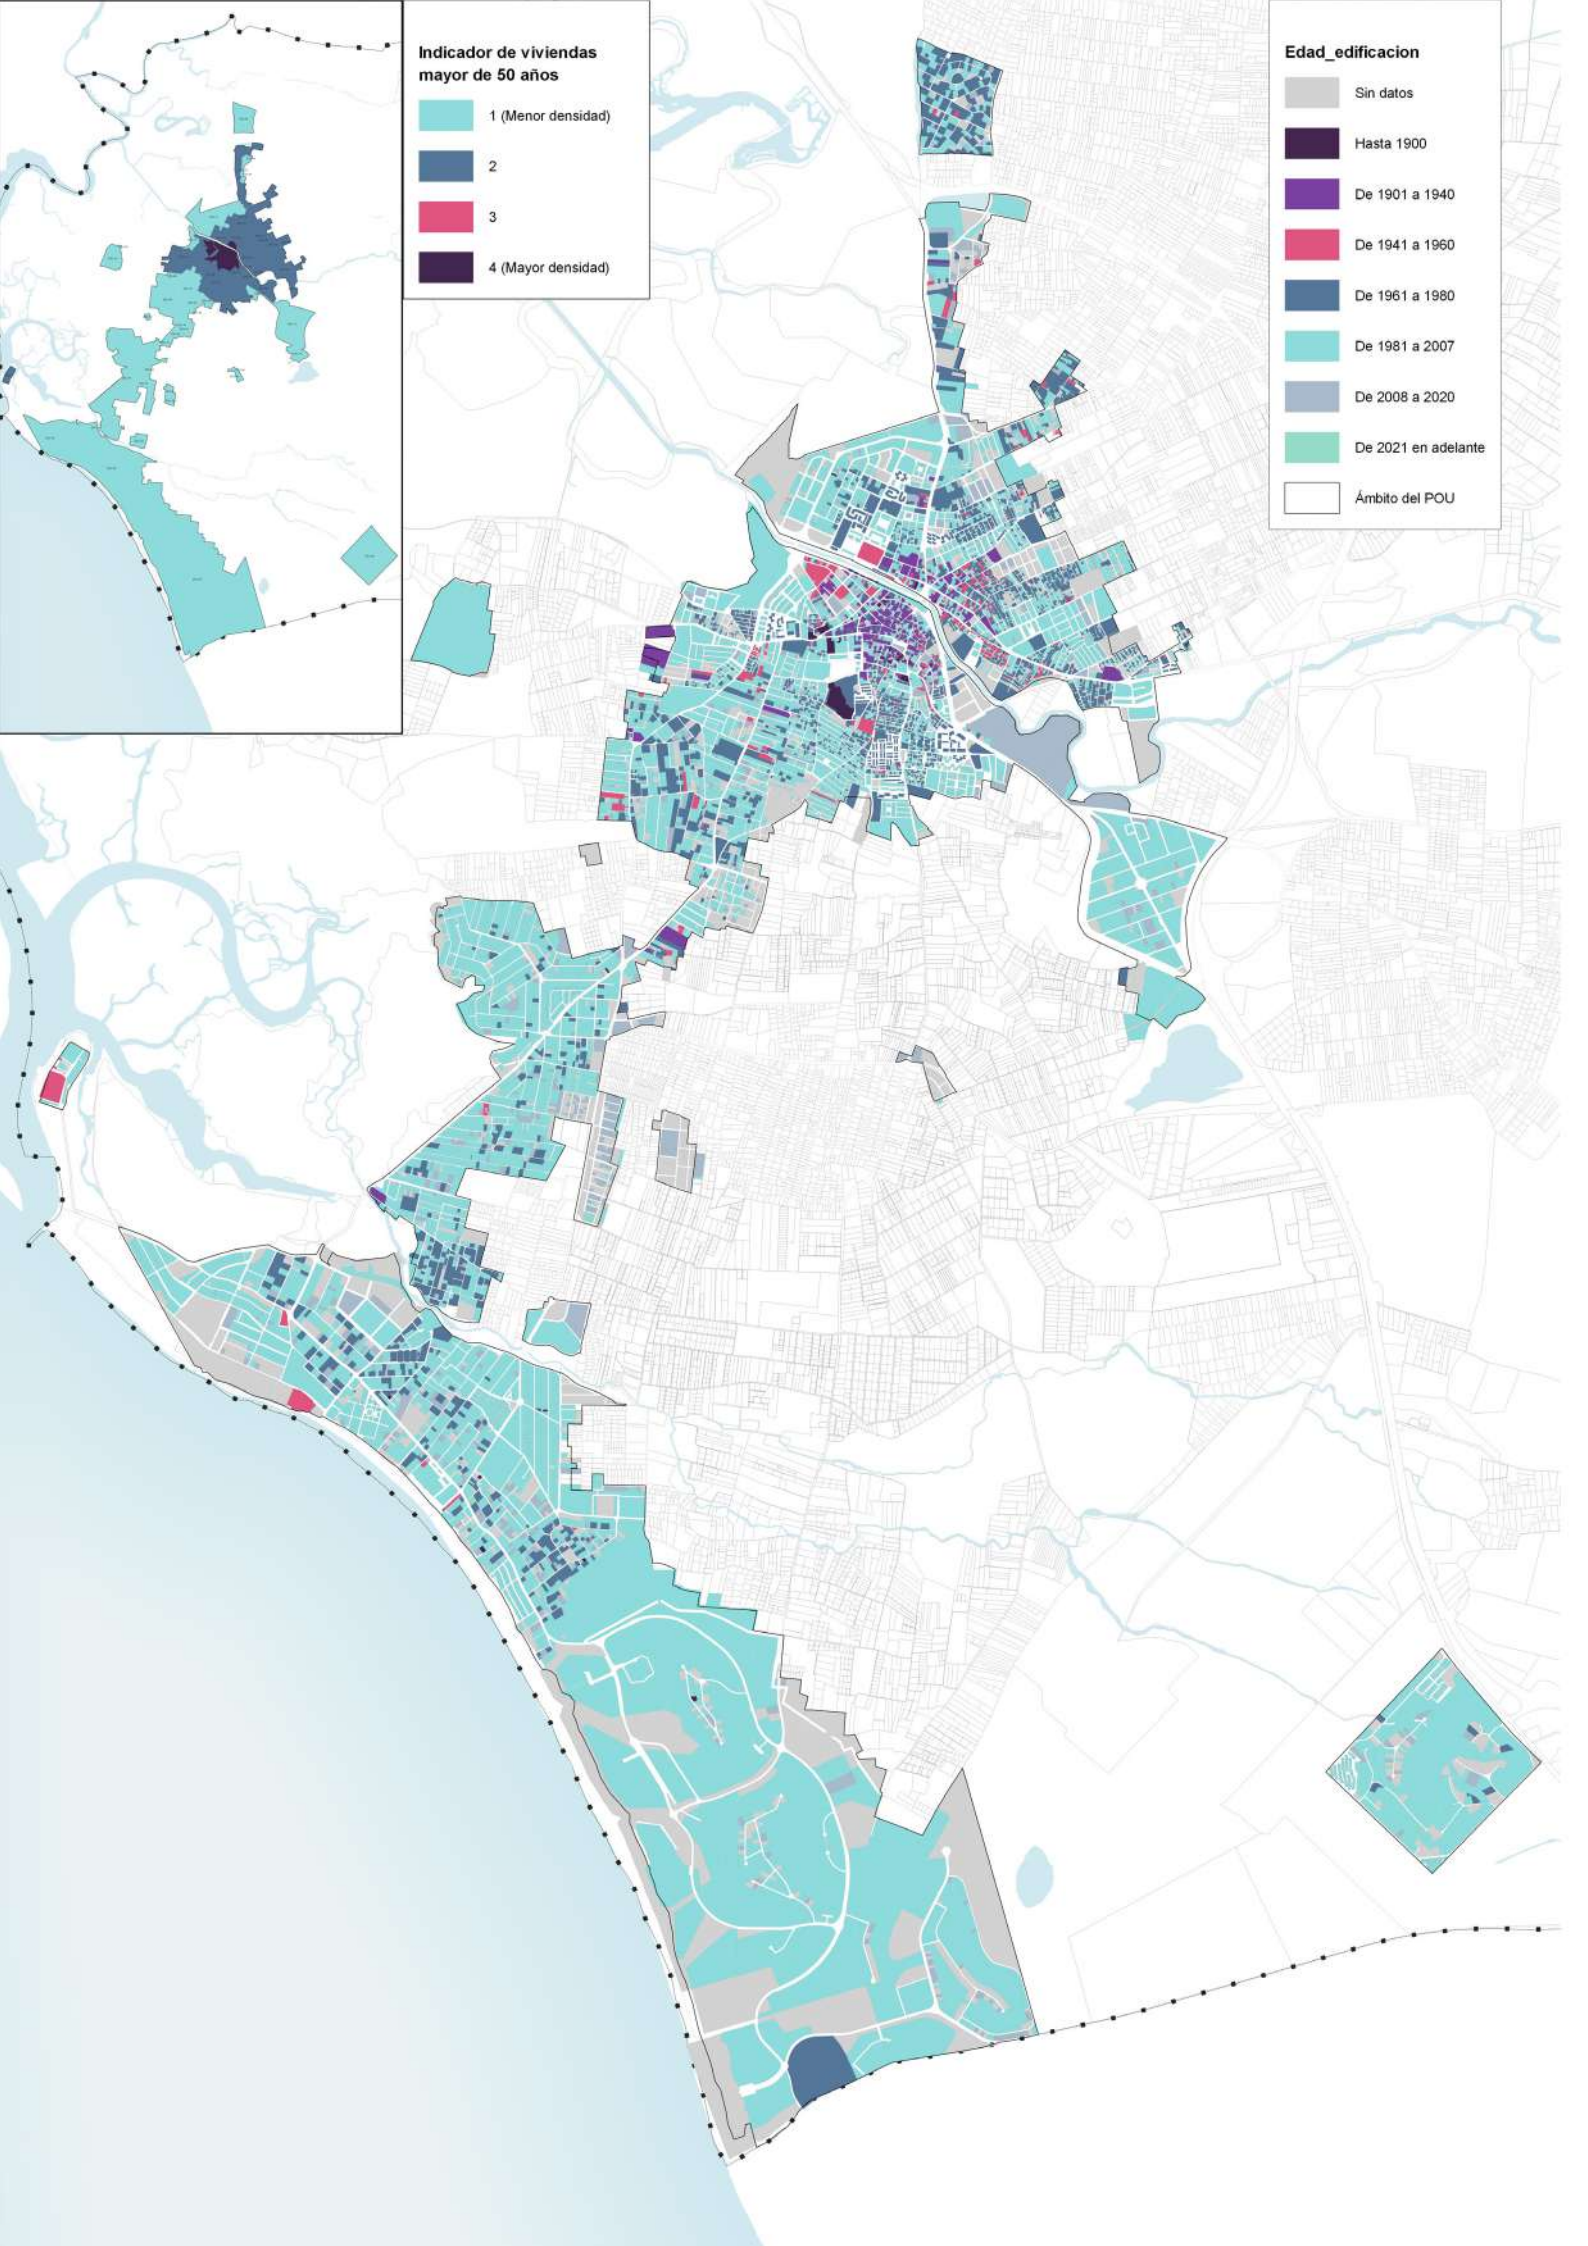 Indicador de viviendas
mayor de 50 años
1 (Menor densidad)
2
3
4 (Mayor densidad)
Edad_edificacion
Sin datos
Hasta 1900
De 1901 a 1940
De 1941 a 1960
De 1961 a 1980
De 1981 a 2007
De 2008 a 2020
De 2021 en adelante
Ámbito del POU